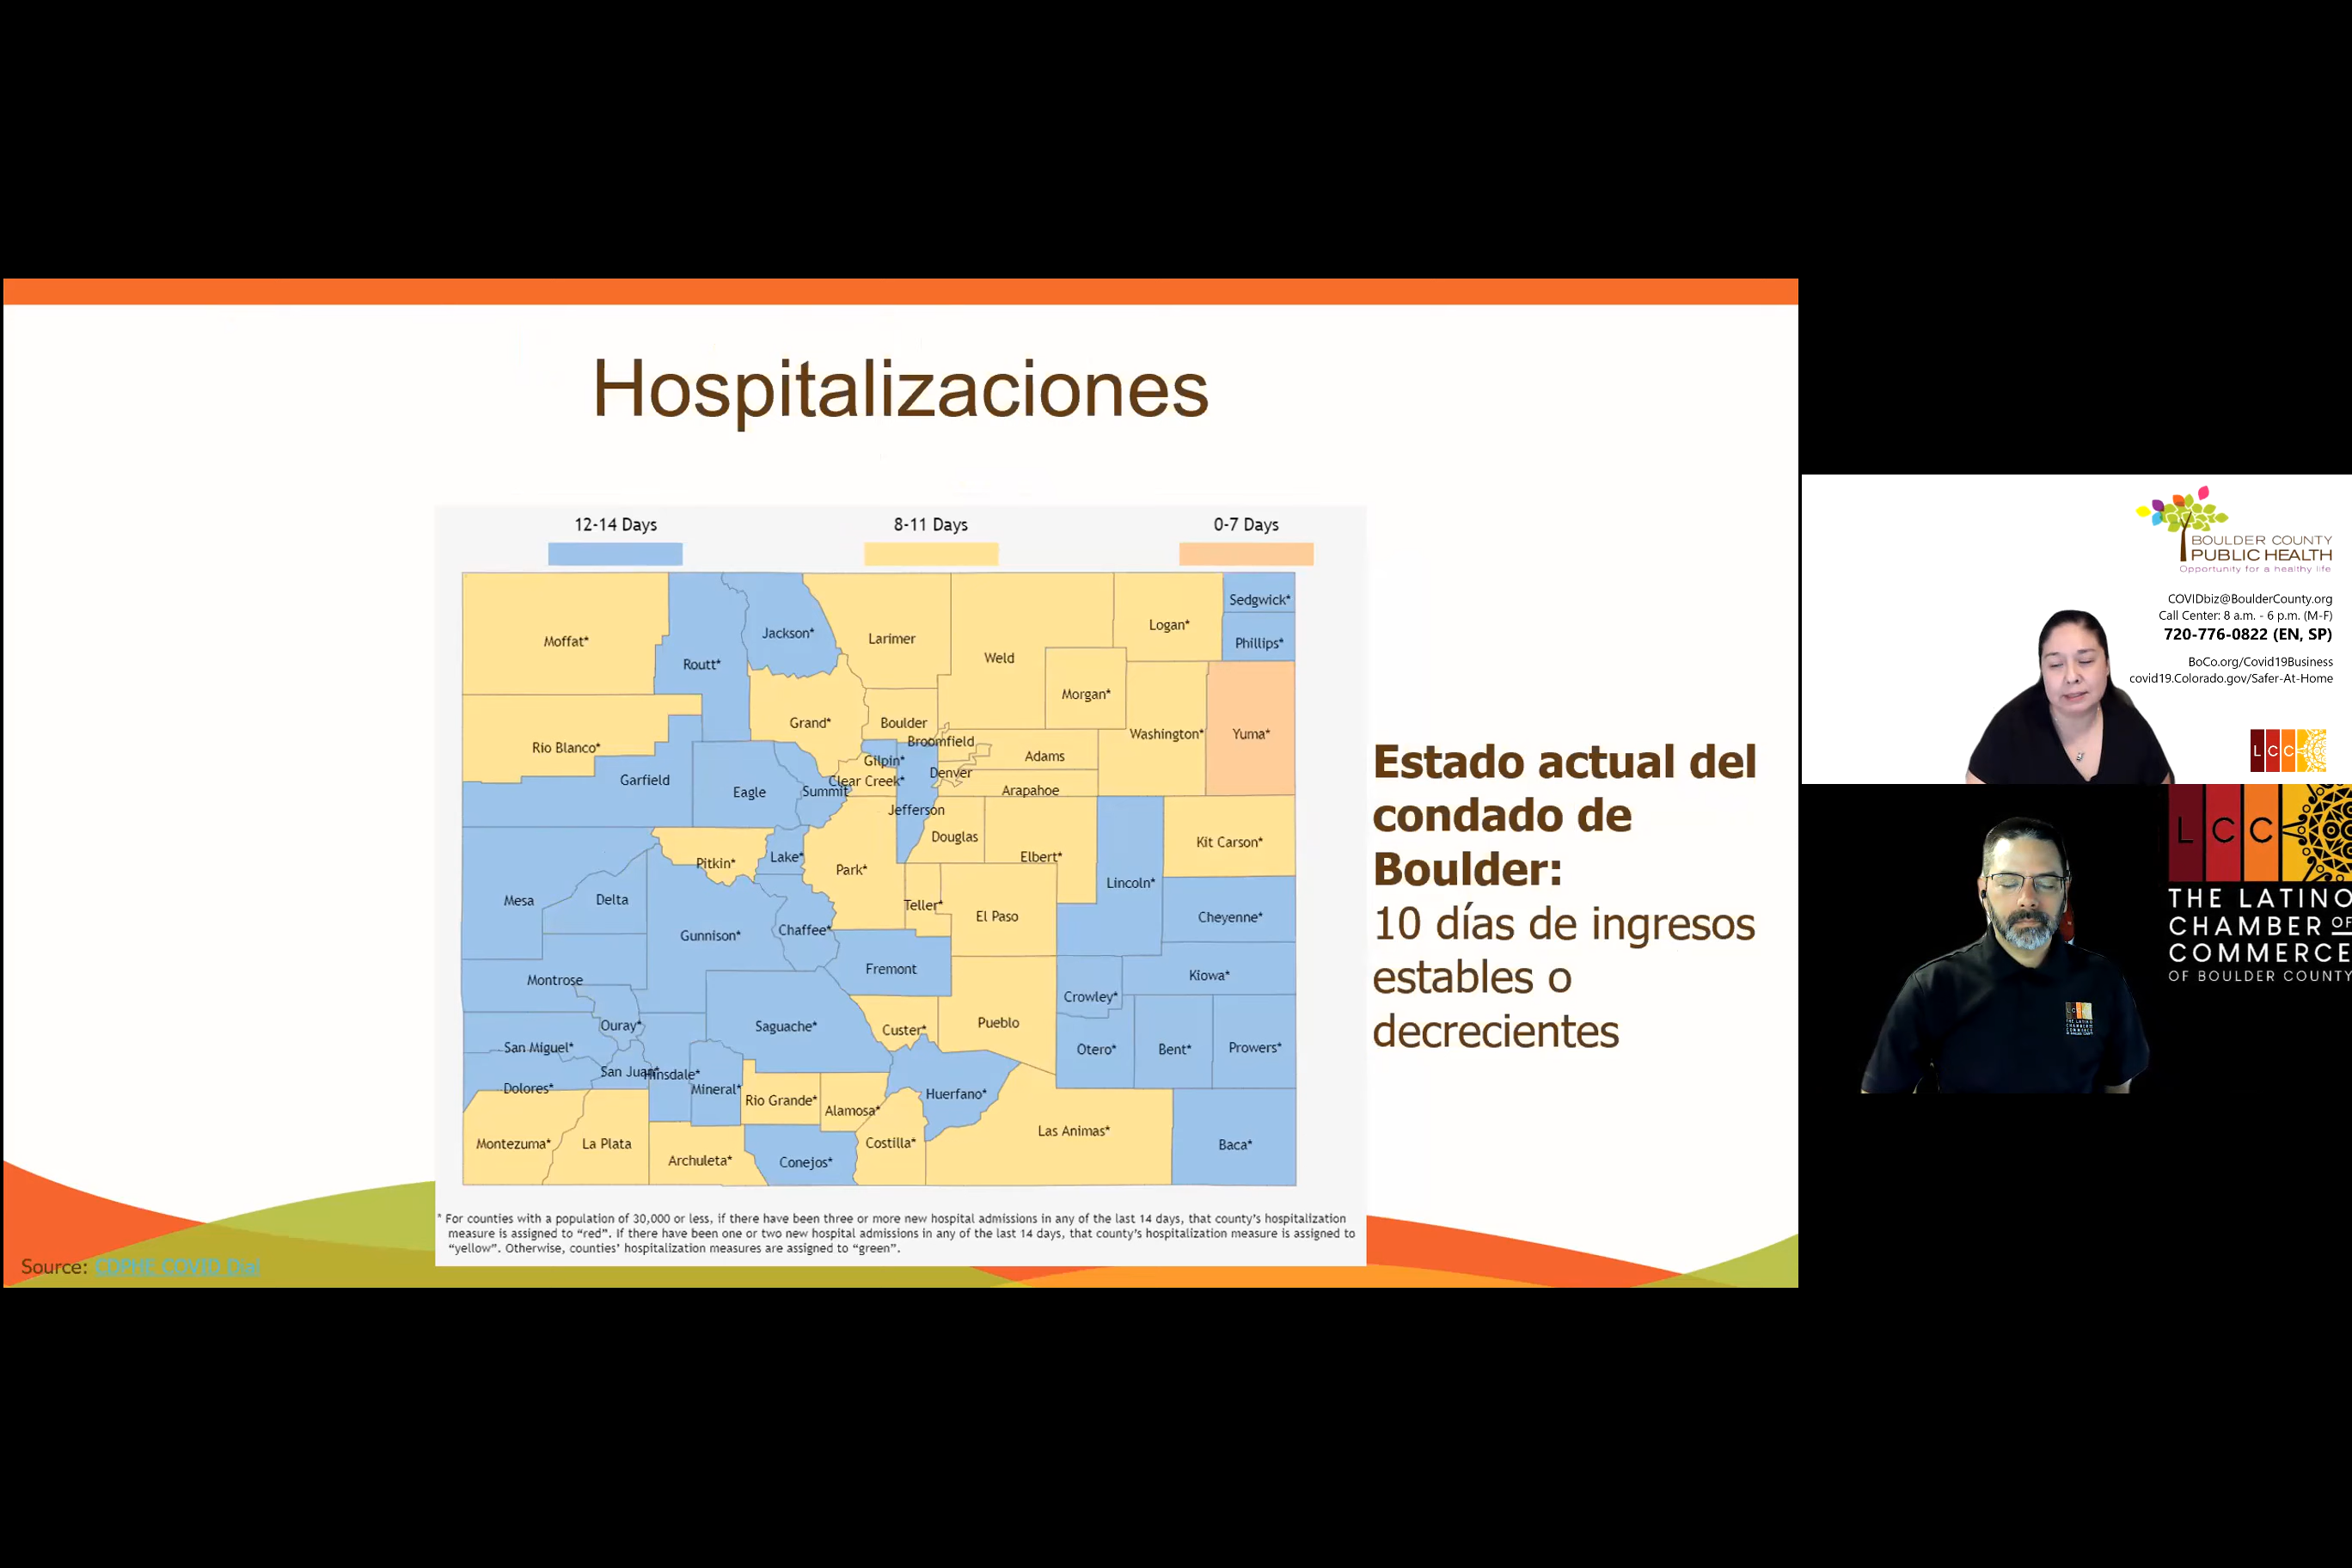 Hospitalizaciones
12-14 Days
8-11 Days
0-7 Days
Moffat*
Routt*
Jackson*
Larimer
Weld
Logan*
Sedgwick*
Phillips*
Morgan*
Rio Blanco*
Grand*
Boulder
Broomfield
Washington*
Yuma*
Garfield
Eagle
Summit
Gilpin*
Clear Creek*
Denver
Adams
Arapahoe
Jefferson
Douglas
Elbert*
Kit Carson*
Pitkin*
Lake*
Park*
Lincoln*
Mesa
Delta
Gunnison*
Chaffee*
Teller*
El Paso
Cheyenne*
Montrose
Fremont
Kiowa*
Crowley*
Ouray*
Saguache*
Custer*
Pueblo
San Miguel*
Otero*
Bent*
Prowers*
San Juan*
Hinsdale*
Dolores*
Mineral*
Rio Grande*
Alamosa*
Huerfano*
Montezuma*
La Plata
Archuleta*
Conejos*
Costilla*
Las Animas*
Baca*
* For counties with a population of 30,000 or less, if there have been three or more new hospital admissions in any of the last 14 days, that county's hospitalization
measure is assigned to "red". If there have been one or two new hospital admissions in any of the last 14 days, that county's hospitalization measure is assigned to
"yellow". Otherwise, counties' hospitalization measures are assigned to "green".
Source: CDPHE COVID Dial
Estado actual del
condado de
Boulder:
10 días de ingresos
estables o
decrecientes
BOULDER COUNTY
PUBLIC HEALTH
Opportunity for a healthy life
COVIDbiz@BoulderCounty.org
Call Center: 8 a.m. - 6 p.m. (M-F)
720-776-0822 (EN, SP)
BoCo.org/Covid19Business
covid19.Colorado.gov/Safer-At-Home
LCC
LCC
THE LATINO
CHAMBER OF
COMMERCE
OF BOULDER COUNTY